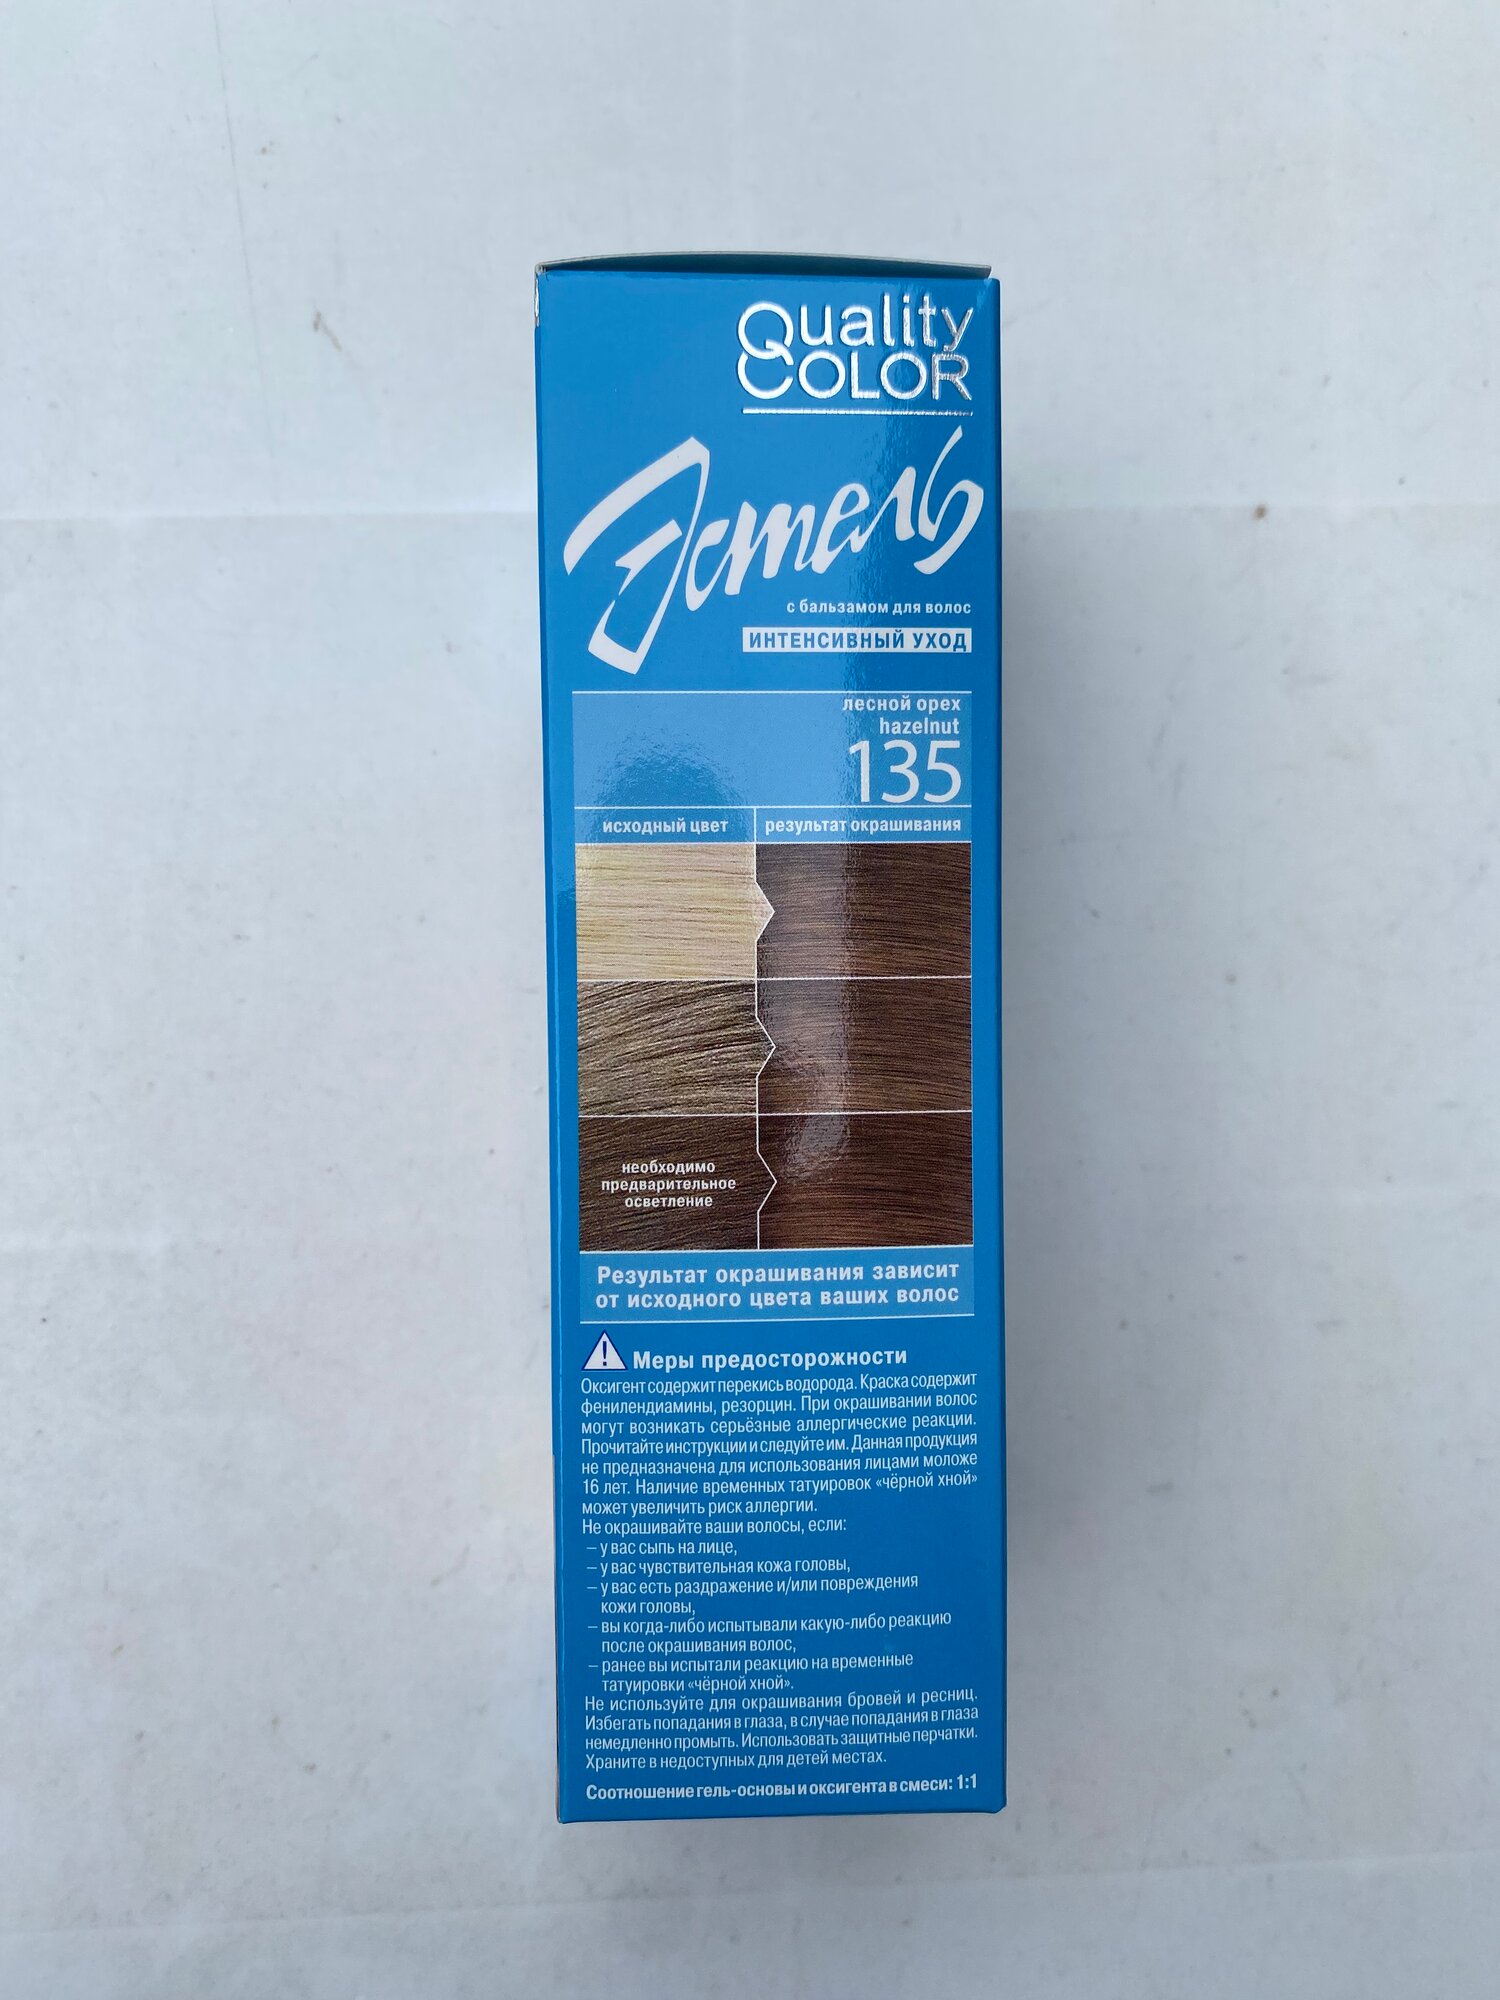 Quality
COLOR
Эстель
с бальзамом для волос
ИНТЕНСИВНЫЙ УХОД
лесной орех
hazelnut
135
исходный цвет результат окрашивания
необходимо
предварительное
осветление
Результат окрашивания зависит
от исходного цвета ваших волос
Меры предосторожности
Оксигент содержит перекись водорода. Краска содержит
фенилендиамины, резорцин. При окрашивании волос
могут возникать серьёзные аллергические реакции.
Прочитайте инструкции и следуйте им. Данная продукция
не предназначена для использования лицами моложе
16 лет. Наличие временных татуировок «чёрной хной»
может увеличить риск аллергии.
Не окрашивайте ваши волосы, если:
– у вас сыпь на лице,
– у вас чувствительная кожа головы,
– у вас есть раздражение и/или повреждения
кожи головы,
– вы когда-либо испытывали какую-либо реакцию
после окрашивания волос,
– ранее вы испытали реакцию на временные
татуировки «чёрной хной».
Не используйте для окрашивания бровей и ресниц.
Избегать попадания в глаза, в случае попадания в глаза
немедленно промыть. Использовать защитные перчатки.
Храните в недоступных для детей местах.
Соотношение гель-основы и оксигента в смеси: 1:1